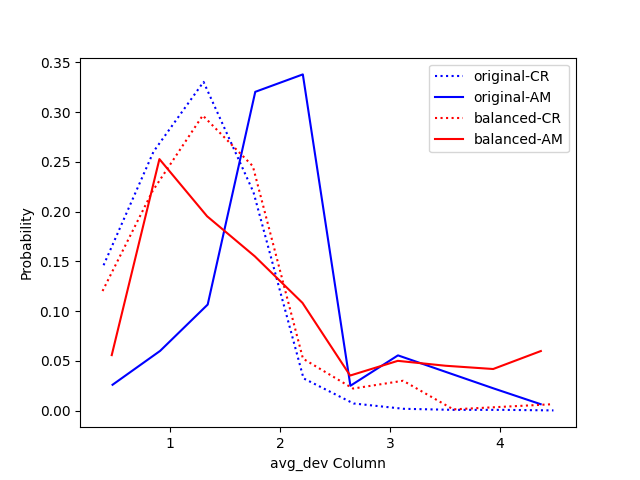 0.35
0.30
0.25
0.20
0.15
0.10
0.05
0.00
Probability
1 2 3 4
avg_dev Column
original-CR
original-AM
balanced-CR
balanced-AM